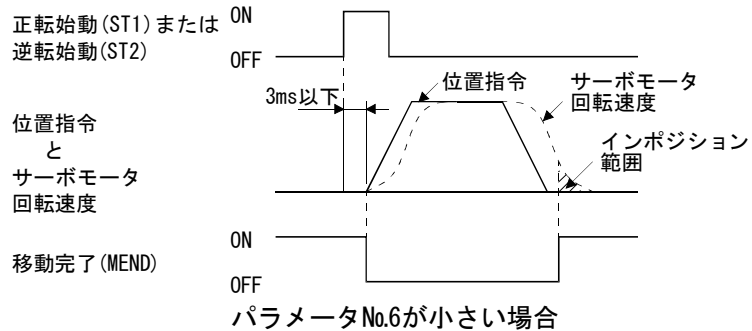 正転始動(ST1)または
逆転始動(ST2)
ON
OFF
3ms以下
位置指令
サーボモータ
回転速度
位置指令
と
サーボモータ
回転速度
インポジション
範囲
移動完了(MEND)
ON
OFF
パラメータNo.6が小さい場合